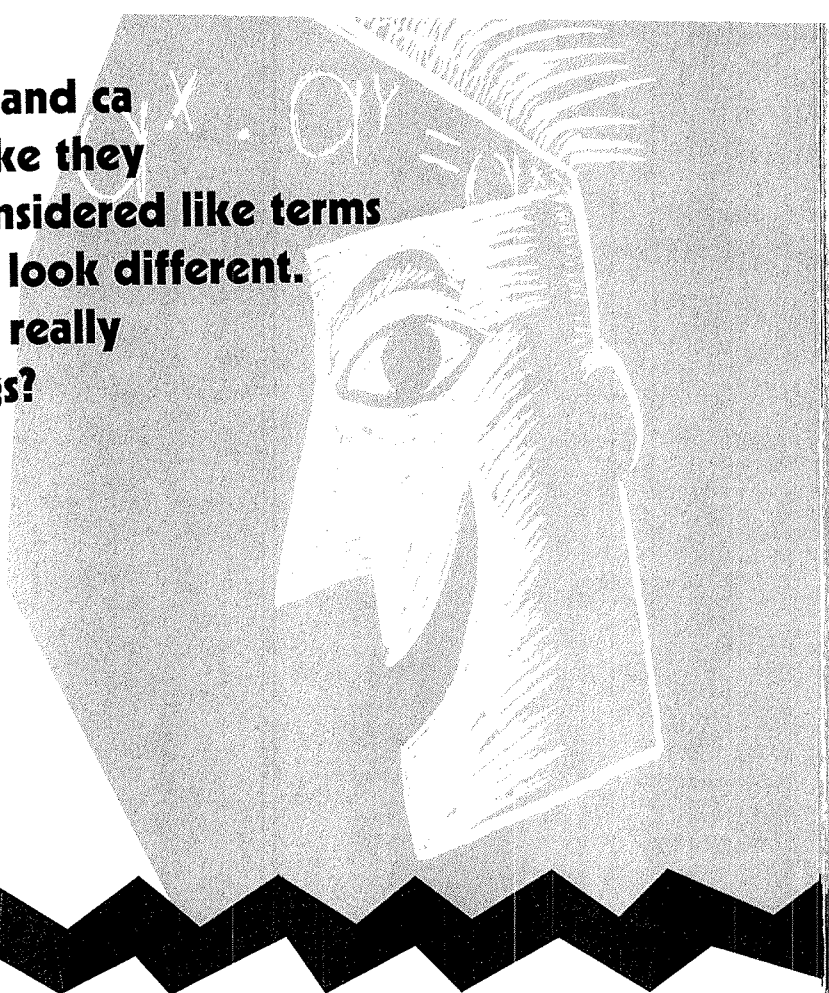 a^x · a^y = a
and ca
ke they
nsidered like terms
look different.
really
s?